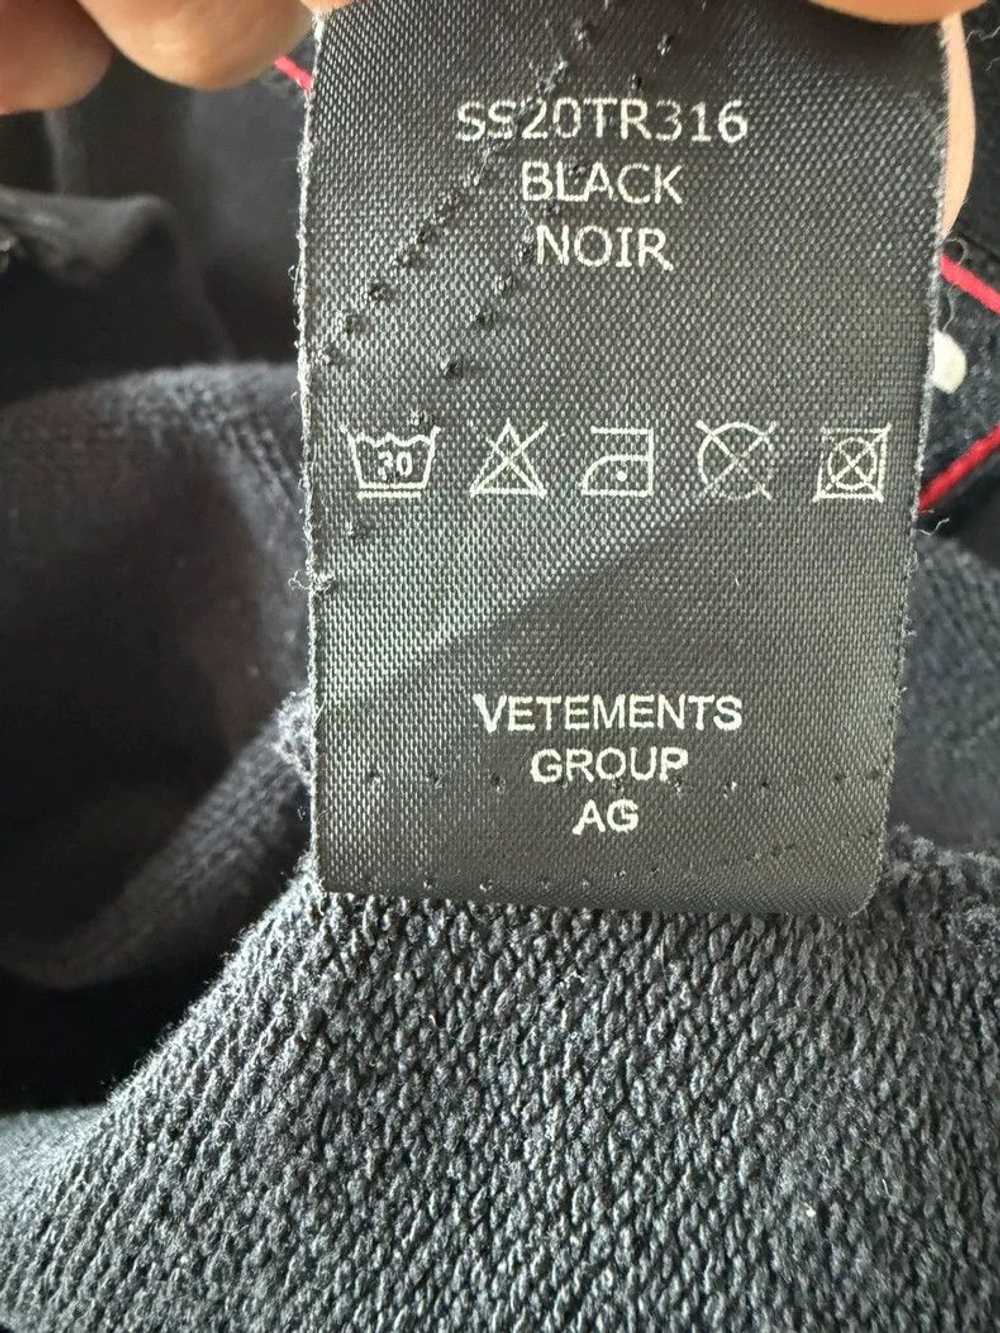 SS20TR316
BLACK
NOIR
30
VETEMENTS
GROUP
AG